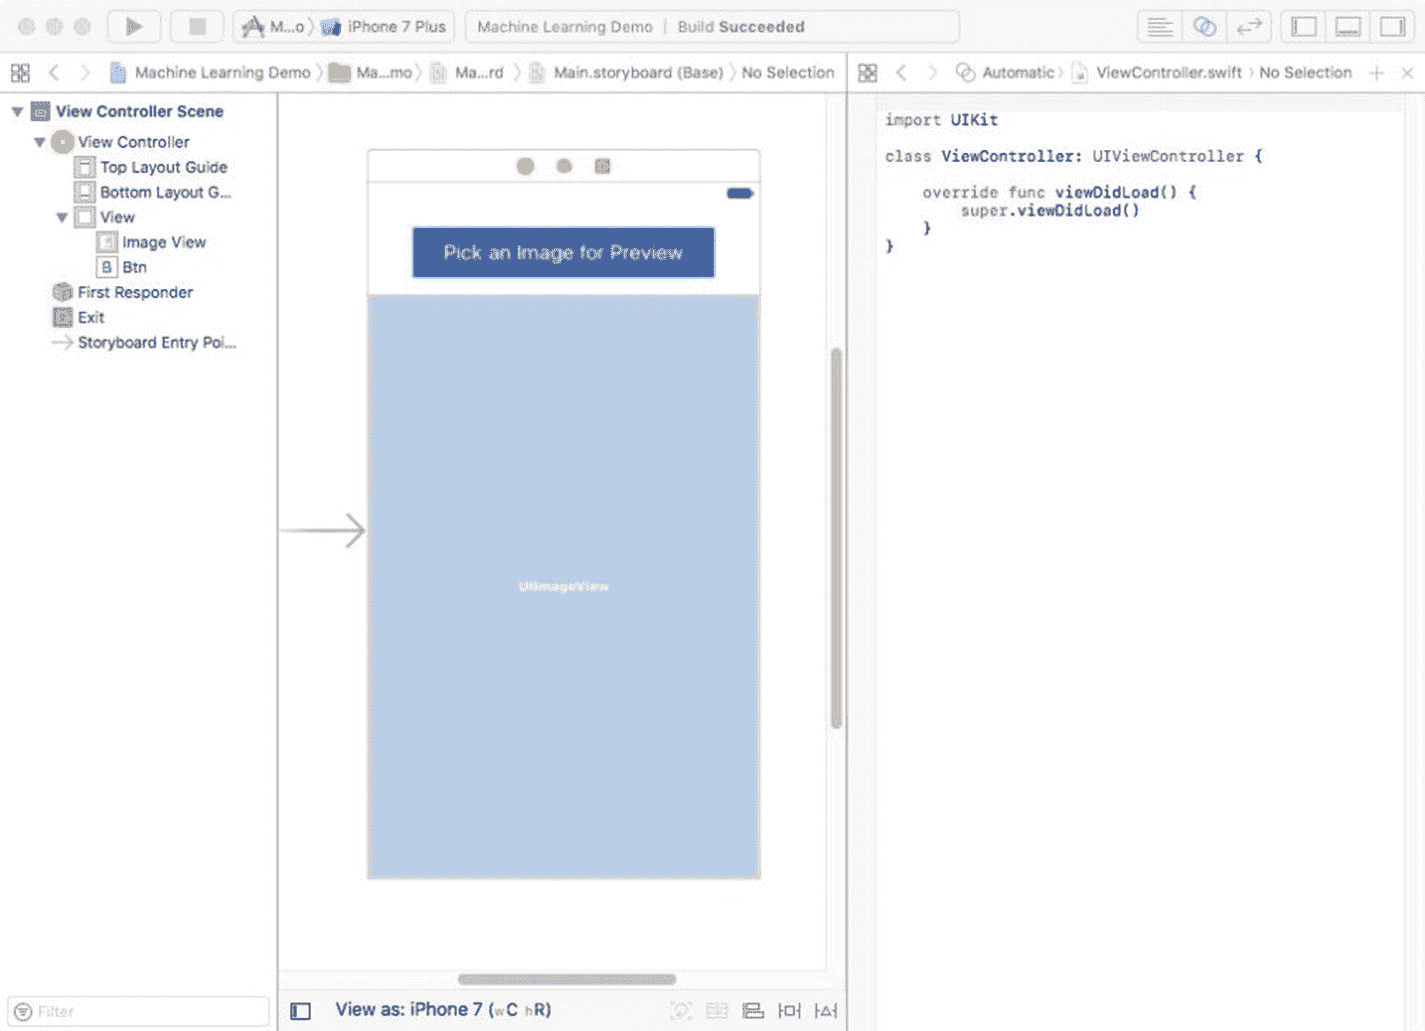 M...o iPhone 7 Plus Machine Learning Demo | Build Succeeded
Machine Learning Demo Ma...mo Ma...rd Main.storyboard (Base) No Selection
Automatic ViewController.swift No Selection
View Controller Scene
View Controller
Top Layout Guide
Bottom Layout G...
View
Image View
B Btn
First Responder
Exit
Storyboard Entry Poi...
Filter
Pick an Image for Preview
UIImageView
View as: iPhone 7 (wC hR)
import UIKit
class ViewController: UIViewController {
override func viewDidLoad() {
super.viewDidLoad()
}
}